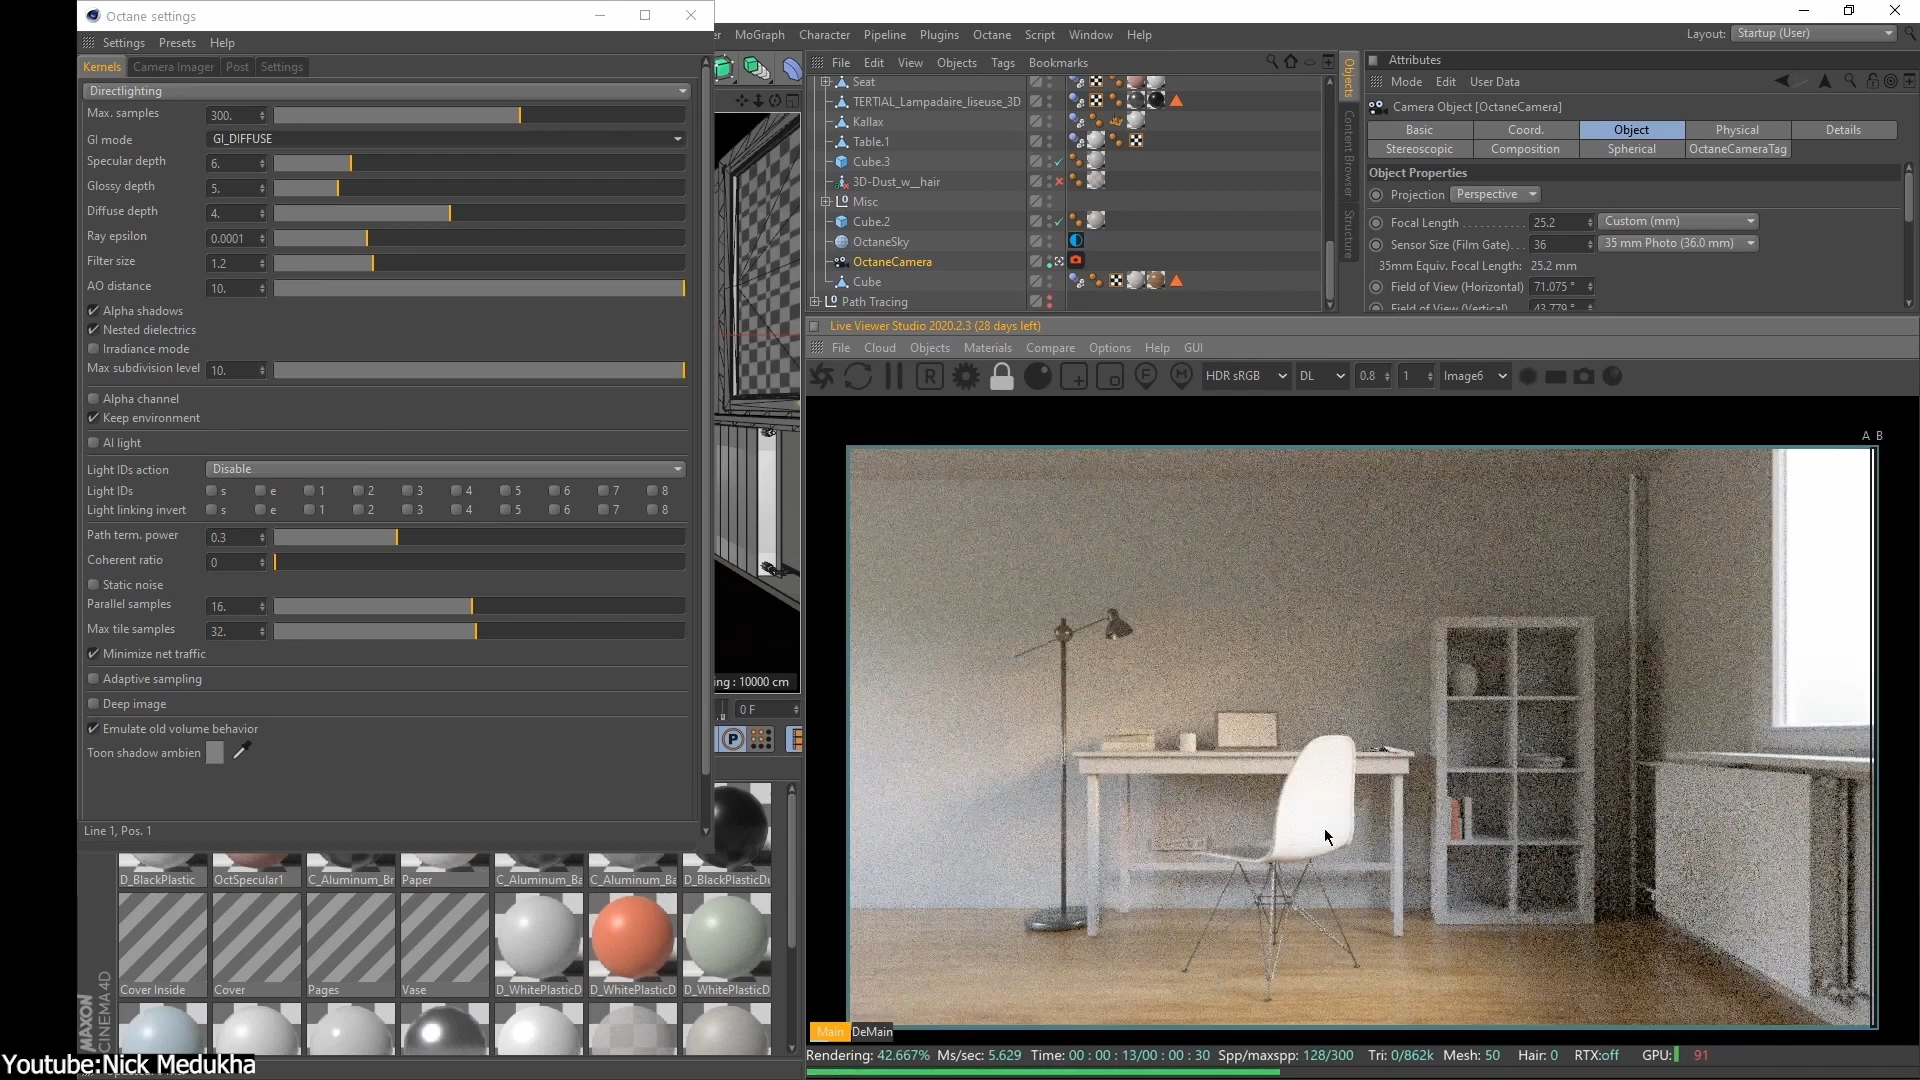 Octane settings
Settings Presets Help
Kernels Camera Imager Post Settings
Directlighting
Max. samples 300.
GI mode GI_DIFFUSE
Specular depth 6.
Glossy depth 5.
Diffuse depth 4.
Ray epsilon 0.0001
Filter size 1.2
AO distance 10.
Alpha shadows
Nested dielectrics
Irradiance mode
Max subdivision level 10.
Alpha channel
Keep environment
AI light
Light IDs action Disable
Light IDs s e 1 2 3 4 5 6 7 8
Light linking invert s e 1 2 3 4 5 6 7 8
Path term. power 0.3
Coherent ratio 0
Static noise
Parallel samples 16.
Max tile samples 32.
Minimize net traffic
Adaptive sampling
Deep image
Emulate old volume behavior
Toon shadow ambien
Line 1, Pos. 1
MoGraph Character Pipeline Plugins Octane Script Window Help
Layout: Startup (User)
File Edit View Objects Tags Bookmarks
Seat
TERTIAL_Lampadaire_liseuse_3D
Kallax
Table.1
Cube.3
3D-Dust_w__hair
Misc
Cube.2
OctaneSky
OctaneCamera
Cube
Path Tracing
Objects
Content Browser
Structure
Attributes
Mode Edit User Data
Camera Object [OctaneCamera]
Basic Coord. Object Physical Details
Stereoscopic Composition Spherical OctaneCameraTag
Object Properties
Projection Perspective
Focal Length 25.2 Custom (mm)
Sensor Size (Film Gate) 36 35 mm Photo (36.0 mm)
35mm Equiv. Focal Length: 25.2 mm
Field of View (Horizontal) 71.075 °
Field of View (Vertical) 43.779 °
Live Viewer Studio 2020.2.3 (28 days left)
File Cloud Objects Materials Compare Options Help GUI
R F M HDR sRGB DL 0.8 1 Image6
A B
ing : 10000 cm
0 F
P
D_BlackPlastic OctSpecular1 C_Aluminum_Br Paper C_Aluminum_Ba C_Aluminum_Ba D_BlackPlasticDu
Cover Inside Cover Pages Vase D_WhitePlasticD D_WhitePlasticD D_WhitePlasticD
MAXON
CINEMA 4D
Main DeMain
Rendering: 42.667% Ms/sec: 5.629 Time: 00 : 00 : 13/00 : 00 : 30 Spp/maxspp: 128/300 Tri: 0/862k Mesh: 50 Hair: 0 RTX:off GPU: 91
Youtube:Nick Medukha